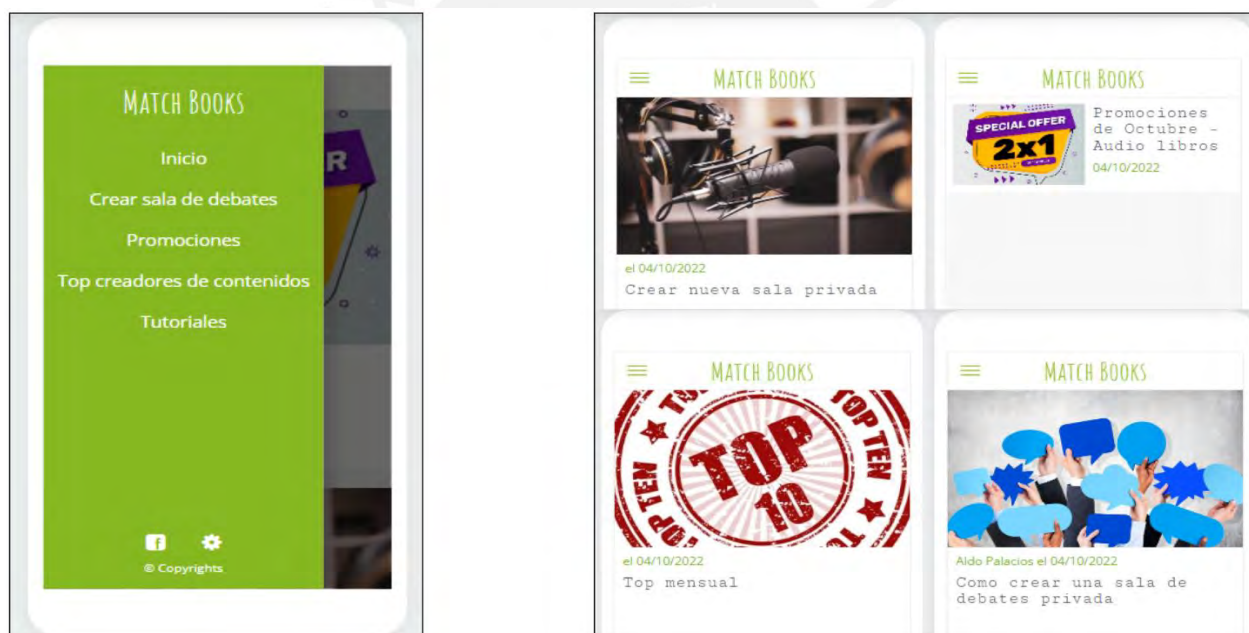 MATCH BOOKS
Inicio
Crear sala de debates
Promociones
Top creadores de contenidos
Tutoriales
© Copyrights
R
MATCH BOOKS
el 04/10/2022
Crear nueva sala privada
MATCH BOOKS
SPECIAL OFFER
2x1
Promociones
de Octubre -
Audio libros
04/10/2022
MATCH BOOKS
TOP TEN
TOP TEN
TOP
10
el 04/10/2022
Top mensual
MATCH BOOKS
Aldo Palacios el 04/10/2022
Como crear una sala de
debates privada